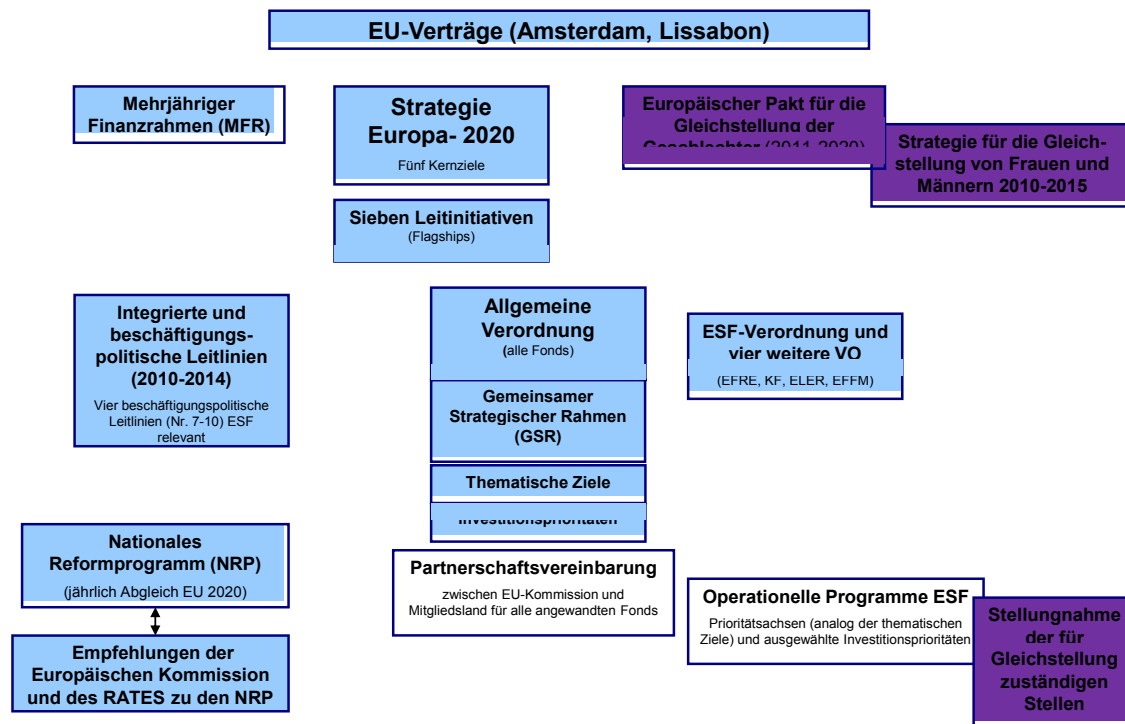 EU-Verträge (Amsterdam, Lissabon)
Mehrjähriger
Finanzrahmen (MFR)
Strategie
Europa- 2020
Fünf Kernziele
Europäischer Pakt für die
Gleichstellung der
Geschlechter (2011-2020)
Strategie für die Gleich-
stellung von Frauen und
Männern 2010-2015
Sieben Leitinitiativen
(Flagships)
Integrierte und
beschäftigungs-
politische Leitlinien
(2010-2014)
Vier beschäftigungspolitische
Leitlinien (Nr. 7-10) ESF
relevant
Allgemeine
Verordnung
(alle Fonds)
ESF-Verordnung und
vier weitere VO
(EFRE, KF, ELER, EFFM)
Gemeinsamer
Strategischer Rahmen
(GSR)
Thematische Ziele
Investitionsprioritäten
Nationales
Reformprogramm (NRP)
(jährlich Abgleich EU 2020)
Partnerschaftsvereinbarung
zwischen EU-Kommission und
Mitgliedsland für alle angewandten Fonds
Operationelle Programme ESF
Prioritätsachsen (analog der thematischen
Ziele) und ausgewählte Investitionsprioritäten
Stellungnahme
der für
Gleichstellung
zuständigen
Stellen
Empfehlungen der
Europäischen Kommission
und des RATES zu den NRP